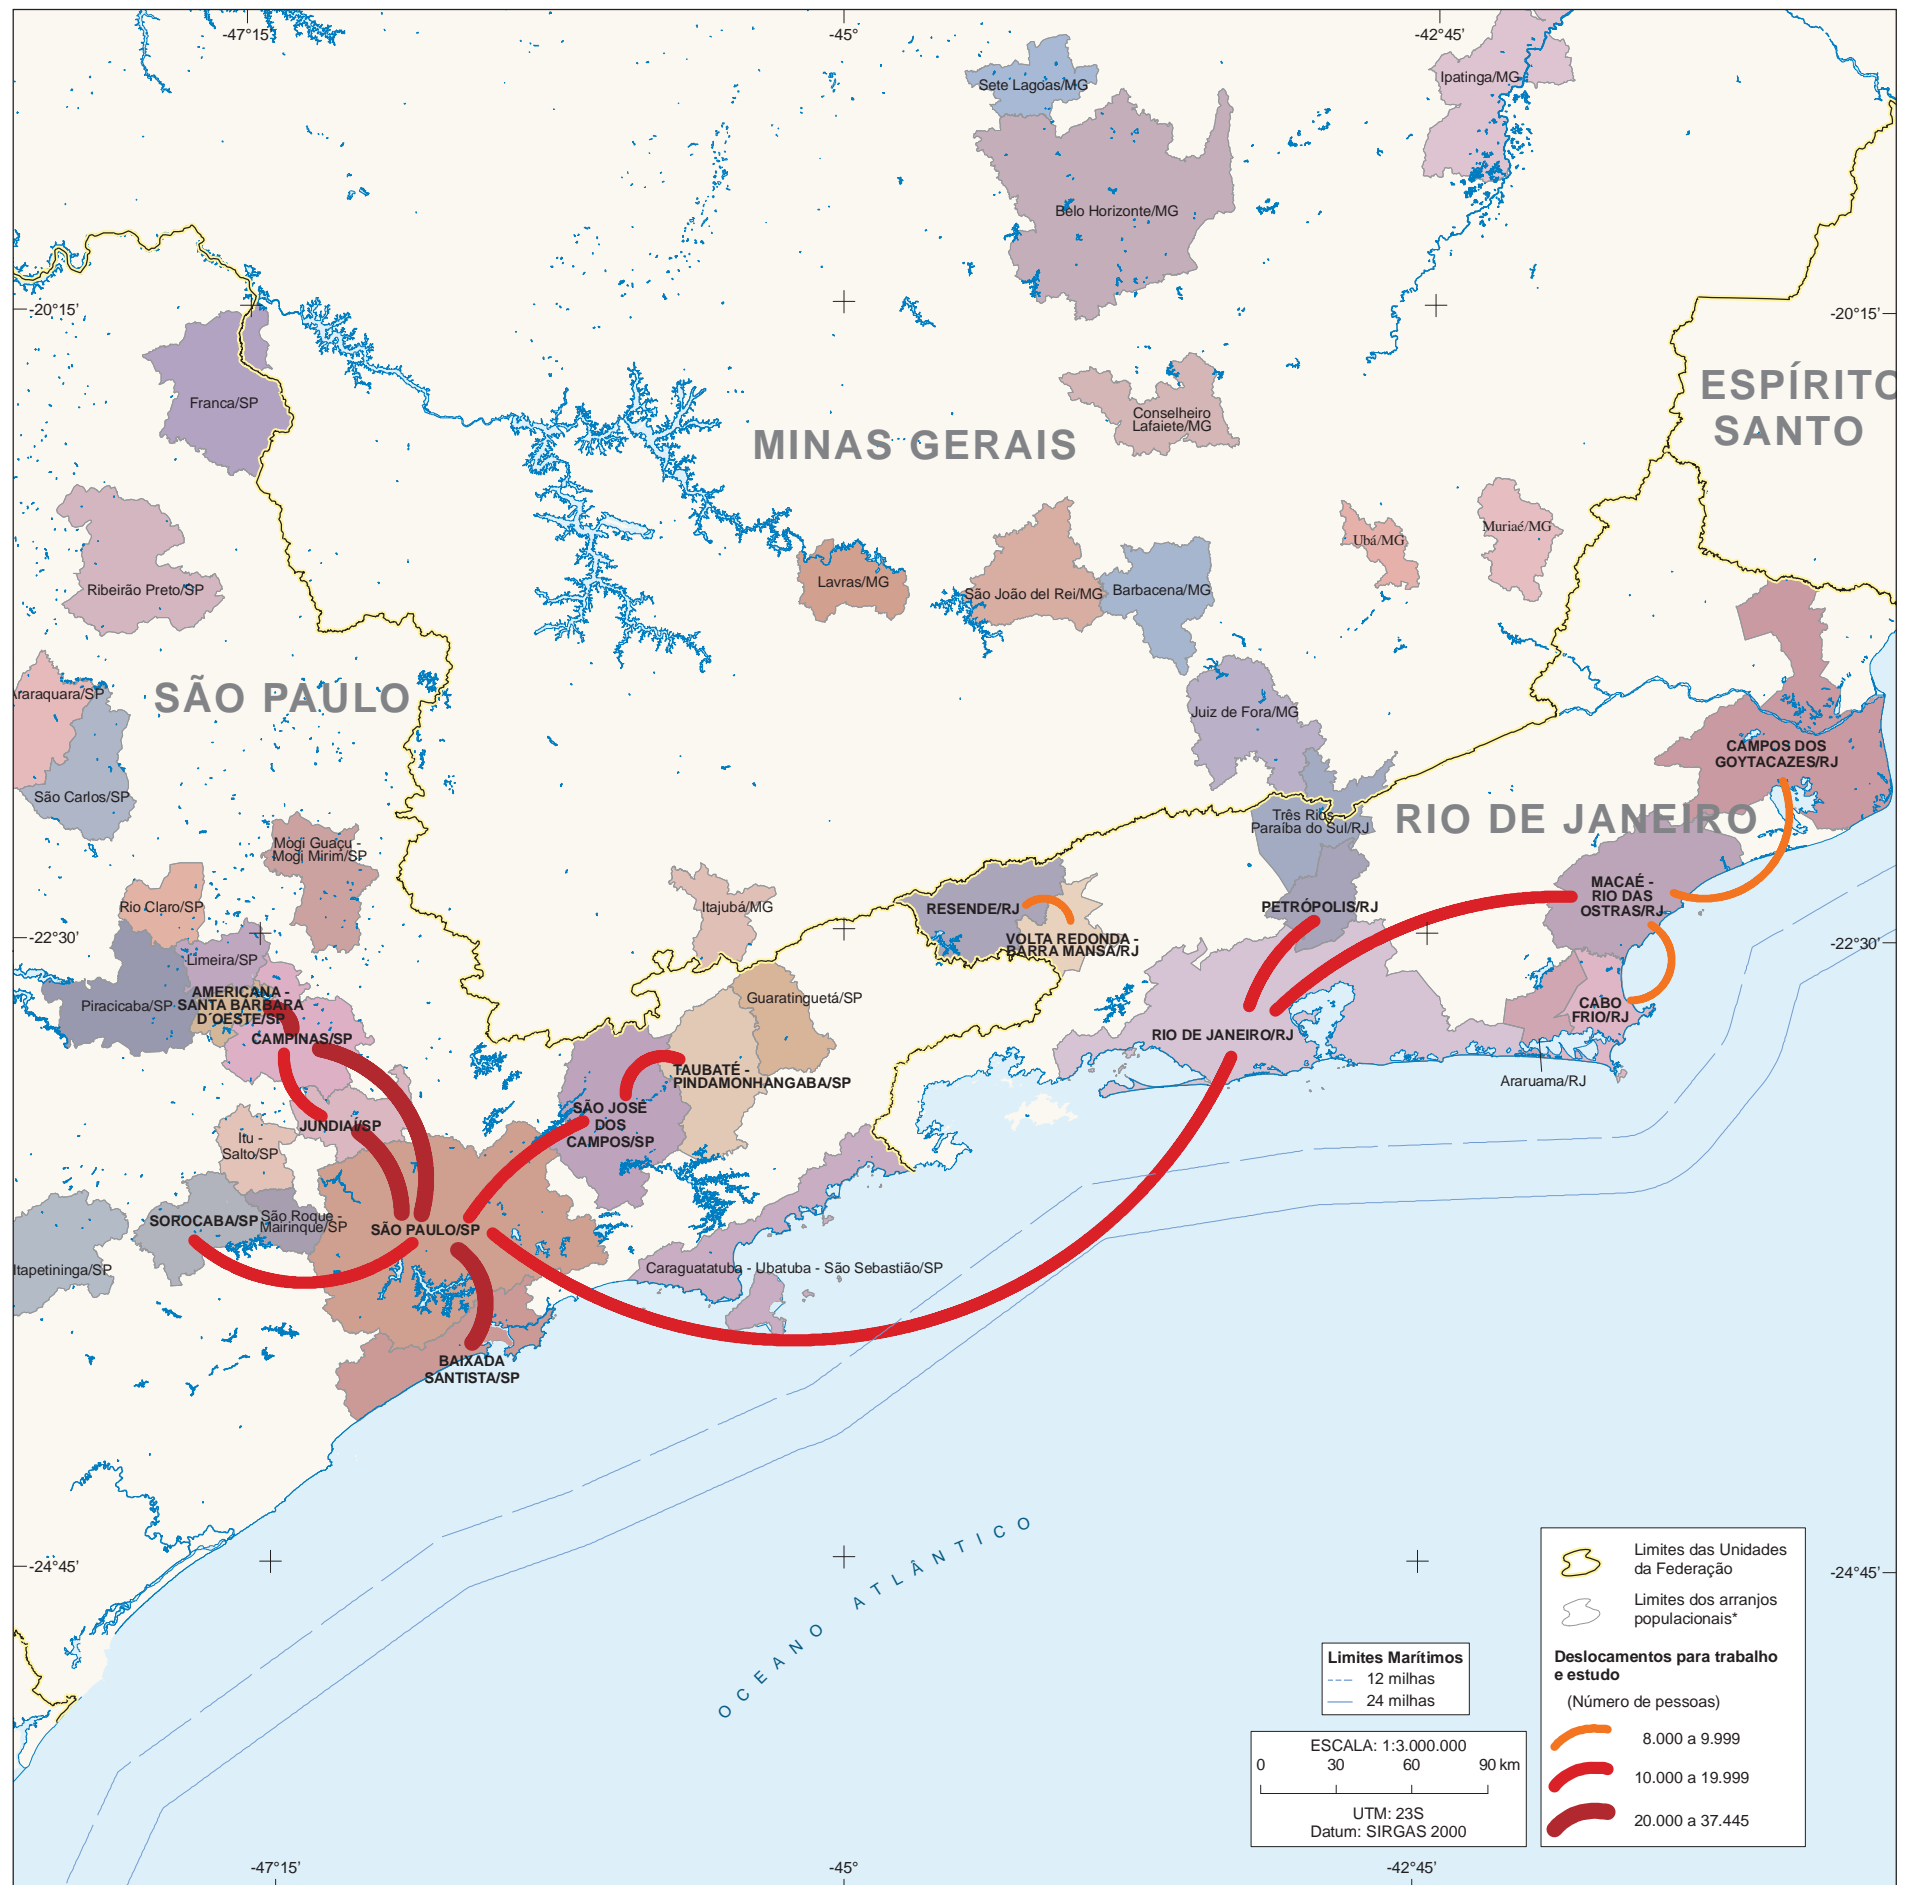 -47°15'
-45°
-42°45'
Ipatinga/MG
Sete Lagoas/MG
Belo Horizonte/MG
-20°15'
-20°15'
ESPÍRITO
SANTO
Franca/SP
Conselheiro
Lafaiete/MG
MINAS GERAIS
Muriaé/MG
Ubá/MG
Ribeirão Preto/SP
Lavras/MG
São João del Rei/MG
Barbacena/MG
SÃO PAULO
Araraquara/SP
Juiz de Fora/MG
CAMPOS DOS
GOYTACAZES/RJ
São Carlos/SP
RIO DE JANEIRO
Três Rios
Paraíba do Sul/RJ
Mogi Guaçu -
Mogi Mirim/SP
MACAÉ -
RIO DAS
OSTRAS/RJ
Rio Claro/SP
Itajubá/MG
RESENDE/RJ
PETRÓPOLIS/RJ
-22°30'
-22°30'
VOLTA REDONDA -
BARRA MANSA/RJ
Limeira/SP
Piracicaba/SP
AMERICANA -
SANTA BÁRBARA
D'OESTE/SP
Guaratinguetá/SP
CABO
FRIO/RJ
CAMPINAS/SP
RIO DE JANEIRO/RJ
TAUBATÉ -
PINDAMONHANGABA/SP
Araruama/RJ
SÃO JOSÉ
DOS
CAMPOS/SP
JUNDIAÍ/SP
Itu -
Salto/SP
SOROCABA/SP
São Roque -
Mairinque/SP
SÃO PAULO/SP
Itapetininga/SP
Caraguatatuba - Ubatuba - São Sebastião/SP
BAIXADA
SANTISTA/SP
OCEANO ATLÂNTICO
-24°45'
-24°45'
Limites das Unidades
da Federação
Limites dos arranjos
populacionais*
Deslocamentos para trabalho
e estudo
(Número de pessoas)
8.000 a 9.999
10.000 a 19.999
20.000 a 37.445
Limites Marítimos
12 milhas
24 milhas
ESCALA: 1:3.000.000
0 30 60 90 km
UTM: 23S
Datum: SIRGAS 2000
-47°15'
-45°
-42°45'